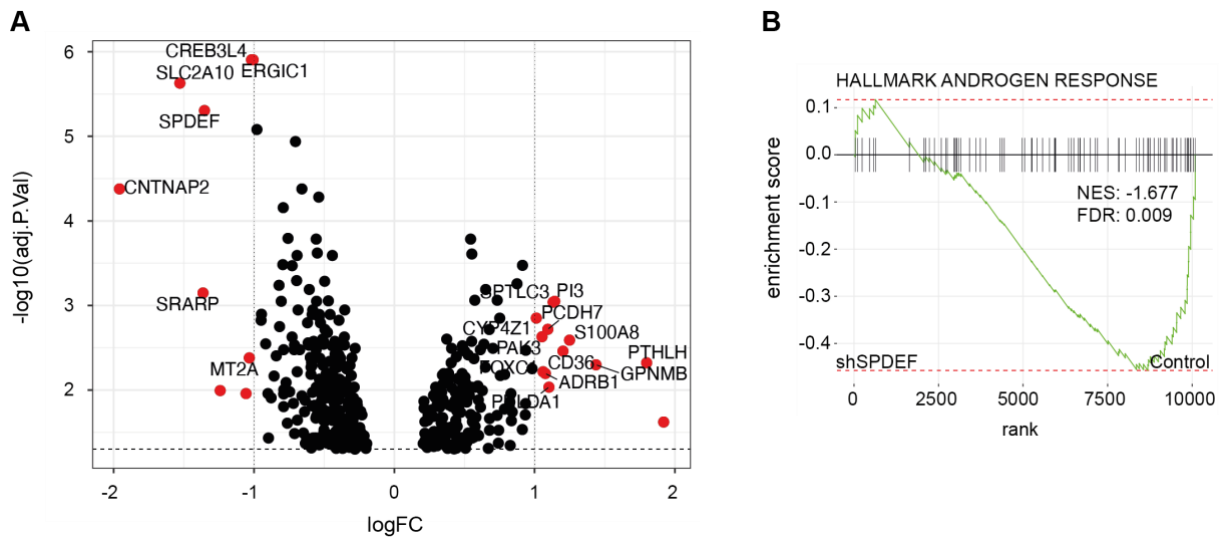 A
6
5
4
3
2
-log10(adj.P.Val)
CREB3L4
SLC2A10
ERGIC1
SPDEF
CNTNAP2
SRARP
MT2A
SPTLC3
PI3
PCDH7
CYP4Z1
S100A8
PAK3
CD36
PTHLH
FOXC1
GPNMB
ADRB1
-2
-1
0
1
2
logFC
B
HALLMARK ANDROGEN RESPONSE
0.1
0.0
-0.1
-0.2
-0.3
-0.4
enrichment score
NES: -1.677
FDR: 0.009
shSPDEF
Control
0
2500
5000
7500
10000
rank